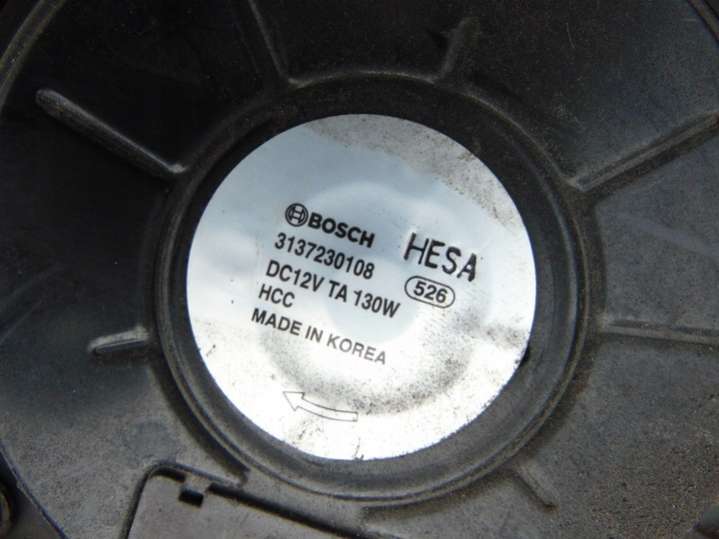 BOSCH
3137230108 HESA
DC12V TA 130W 526
HCC
MADE IN KOREA